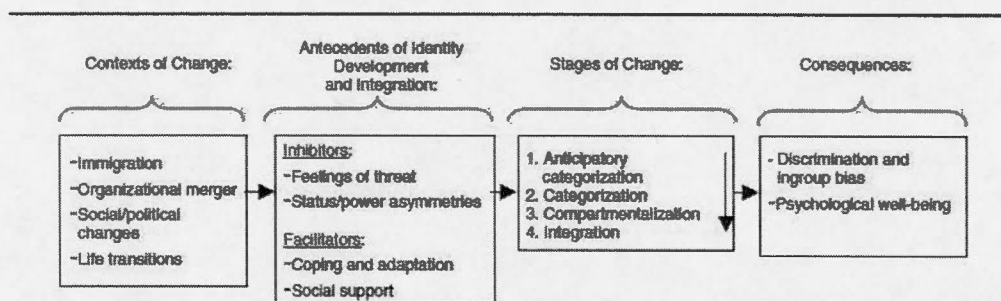 Contexts of Change:
Antecedents of Identity
Development
and Integration:
Stages of Change:
Consequences:
-Immigration
-Organizational merger
-Social/political
changes
-Life transitions
Inhibitors:
-Feelings of threat
-Status/power asymmetries
Facilitators:
-Coping and adaptation
-Social support
1. Anticipatory
categorization
2. Categorization
3. Compartmentalization
4. Integration
- Discrimination and
ingroup bias
-Psychological well-being